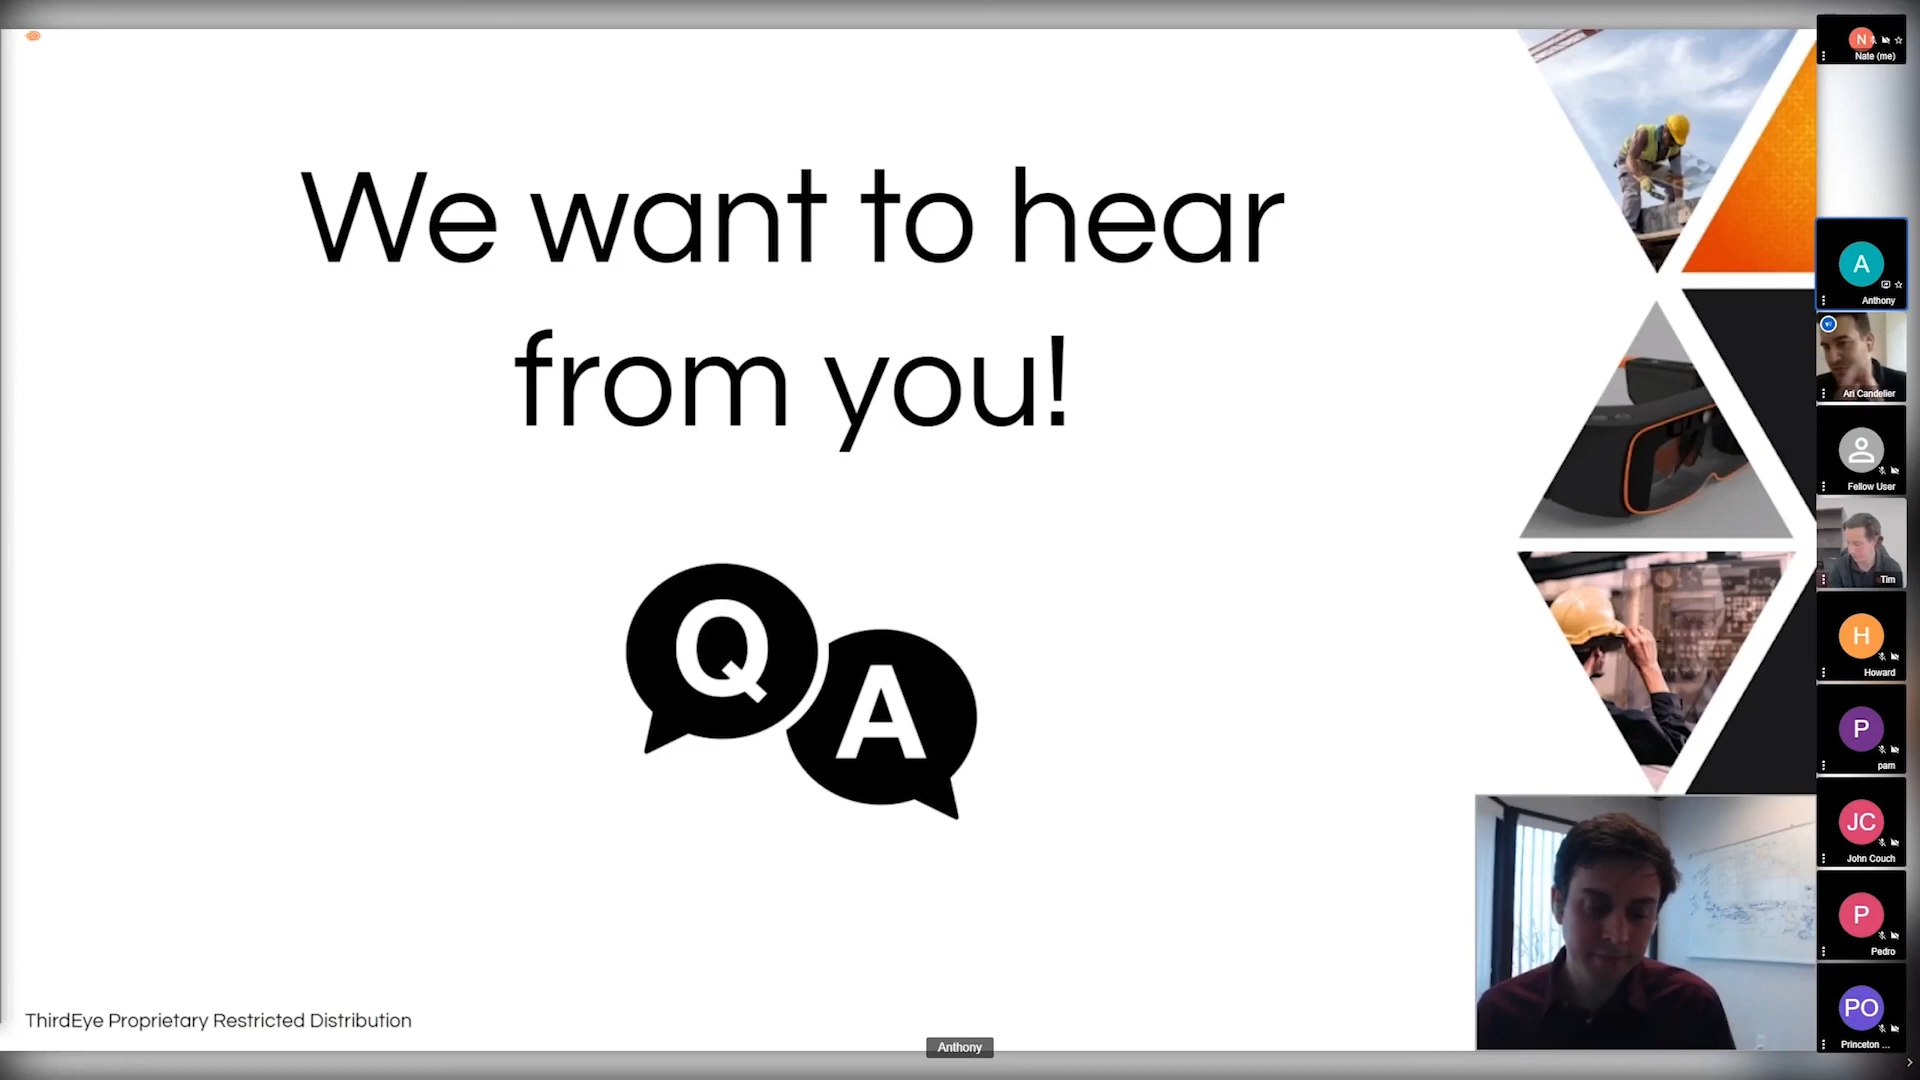 We want to hear
from you!
Q
A
ThirdEye Proprietary Restricted Distribution
Anthony
N
Nate (me)
A
Anthony
Ari Candelier
Fellow User
Tim
H
Howard
P
pam
JC
John Couch
P
Pedro
PO
Princeton ...